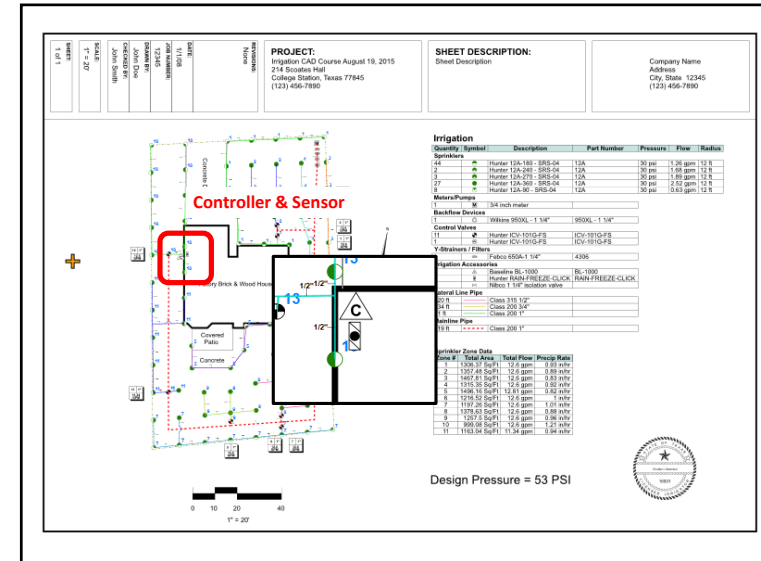 SHEET:
1 of 1
SCALE:
1" = 20'
CHECKED BY:
John Smith
DRAWN BY:
John Doe
JOB NUMBER:
12345
DATE:
1/1/08
REVISIONS:
None
PROJECT:
Irrigation CAD Course August 19, 2015
214 Scoates Hall
College Station, Texas 77845
(123) 456-7890
SHEET DESCRIPTION:
Sheet Description
Company Name
Address
City, State 12345
(123) 456-7890
Controller & Sensor
Brick & Wood
Covered
Patio
Concrete
1/2" 1/2"
13
1/2"
C
0 10 20 40
1" = 20'
Irrigation
Quantity Symbol Description Part Number Pressure Flow Radius
Sprinklers
44 Hunter 12A-180 - SRS-04 12A 30 psi 1.26 gpm 12 ft
2 Hunter 12A-240 - SRS-04 12A 30 psi 1.68 gpm 12 ft
3 Hunter 12A-270 - SRS-04 12A 30 psi 1.89 gpm 12 ft
27 Hunter 12A-360 - SRS-04 12A 30 psi 2.52 gpm 12 ft
8 Hunter 12A-90 - SRS-04 12A 30 psi 0.63 gpm 12 ft
Meters/Pumps
1 M 3/4 inch meter
Backflow Devices
1 Wilkins 950XL - 1 1/4" 950XL - 1 1/4"
Control Valves
11 Hunter ICV-101G-FS ICV-101G-FS
1 Hunter ICV-101G-FS ICV-101G-FS
Y-Strainers / Filters
Febco 650A-1 1/4" 4306
rrigation Accessories
Baseline BL-1000 BL-1000
Hunter RAIN-FREEZE-CLICK RAIN-FREEZE-CLICK
Nibco 1 1/4" isolation valve
ateral Line Pipe
20 ft Class 315 1/2"
34 ft Class 200 3/4"
1 ft Class 200 1"
Mainline Pipe
19 ft Class 200 1"
prinkler Zone Data
Zone # Total Area Total Flow Precip Rate
1 1306.37 Sq/Ft 12.6 gpm 0.93 in/hr
2 1357.48 Sq/Ft 12.6 gpm 0.89 in/hr
3 1467.81 Sq/Ft 12.6 gpm 0.83 in/hr
4 1315.35 Sq/Ft 12.6 gpm 0.92 in/hr
5 1496.16 Sq/Ft 12.81 gpm 0.82 in/hr
6 1216.52 Sq/Ft 12.6 gpm 1 in/hr
7 1197.26 Sq/Ft 12.6 gpm 1.01 in/hr
8 1378.63 Sq/Ft 12.6 gpm 0.88 in/hr
9 1257.5 Sq/Ft 12.6 gpm 0.96 in/hr
10 999.08 Sq/Ft 12.6 gpm 1.21 in/hr
11 1163.04 Sq/Ft 11.34 gpm 0.94 in/hr
Design Pressure = 53 PSI